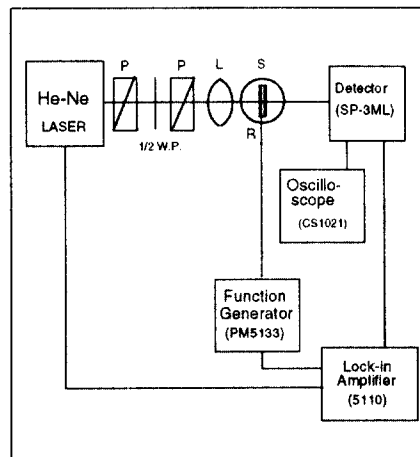 P P L S
He-Ne
LASER
1/2 W.P.
R
Detector
(SP-3ML)
Oscillo-
scope
(CS1021)
Function
Generator
(PM5133)
Lock-in
Amplifier
(5110)